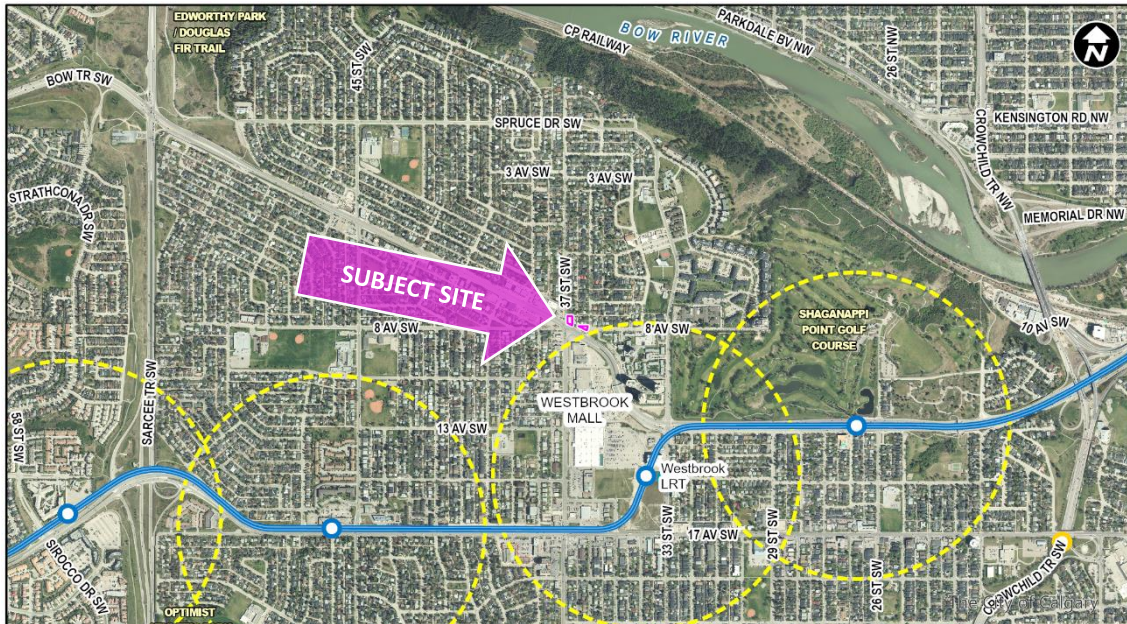 EDWORTHY PARK
/ DOUGLAS
FIR TRAIL
BOW TR SW
45 ST SW
CP RAILWAY
BOW RIVER
PARKDALE BV NW
26 ST NW
N
CROWCHILD TR NW
KENSINGTON RD NW
SPRUCE DR SW
3 AV SW
3 AV SW
STRATHCONA DR SW
MEMORIAL DR NW
SUBJECT SITE
37 ST SW
8 AV SW
8 AV SW
SHAGANAPPI
POINT GOLF
COURSE
10 AV SW
SARCEE TR SW
WESTBROOK
MALL
58 ST SW
13 AV SW
Westbrook
LRT
33 ST SW
17 AV SW
29 ST SW
SIROCCO DR SW
26 ST SW
CROWCHILD TR SW
OPTIMIST
The City of Calgary